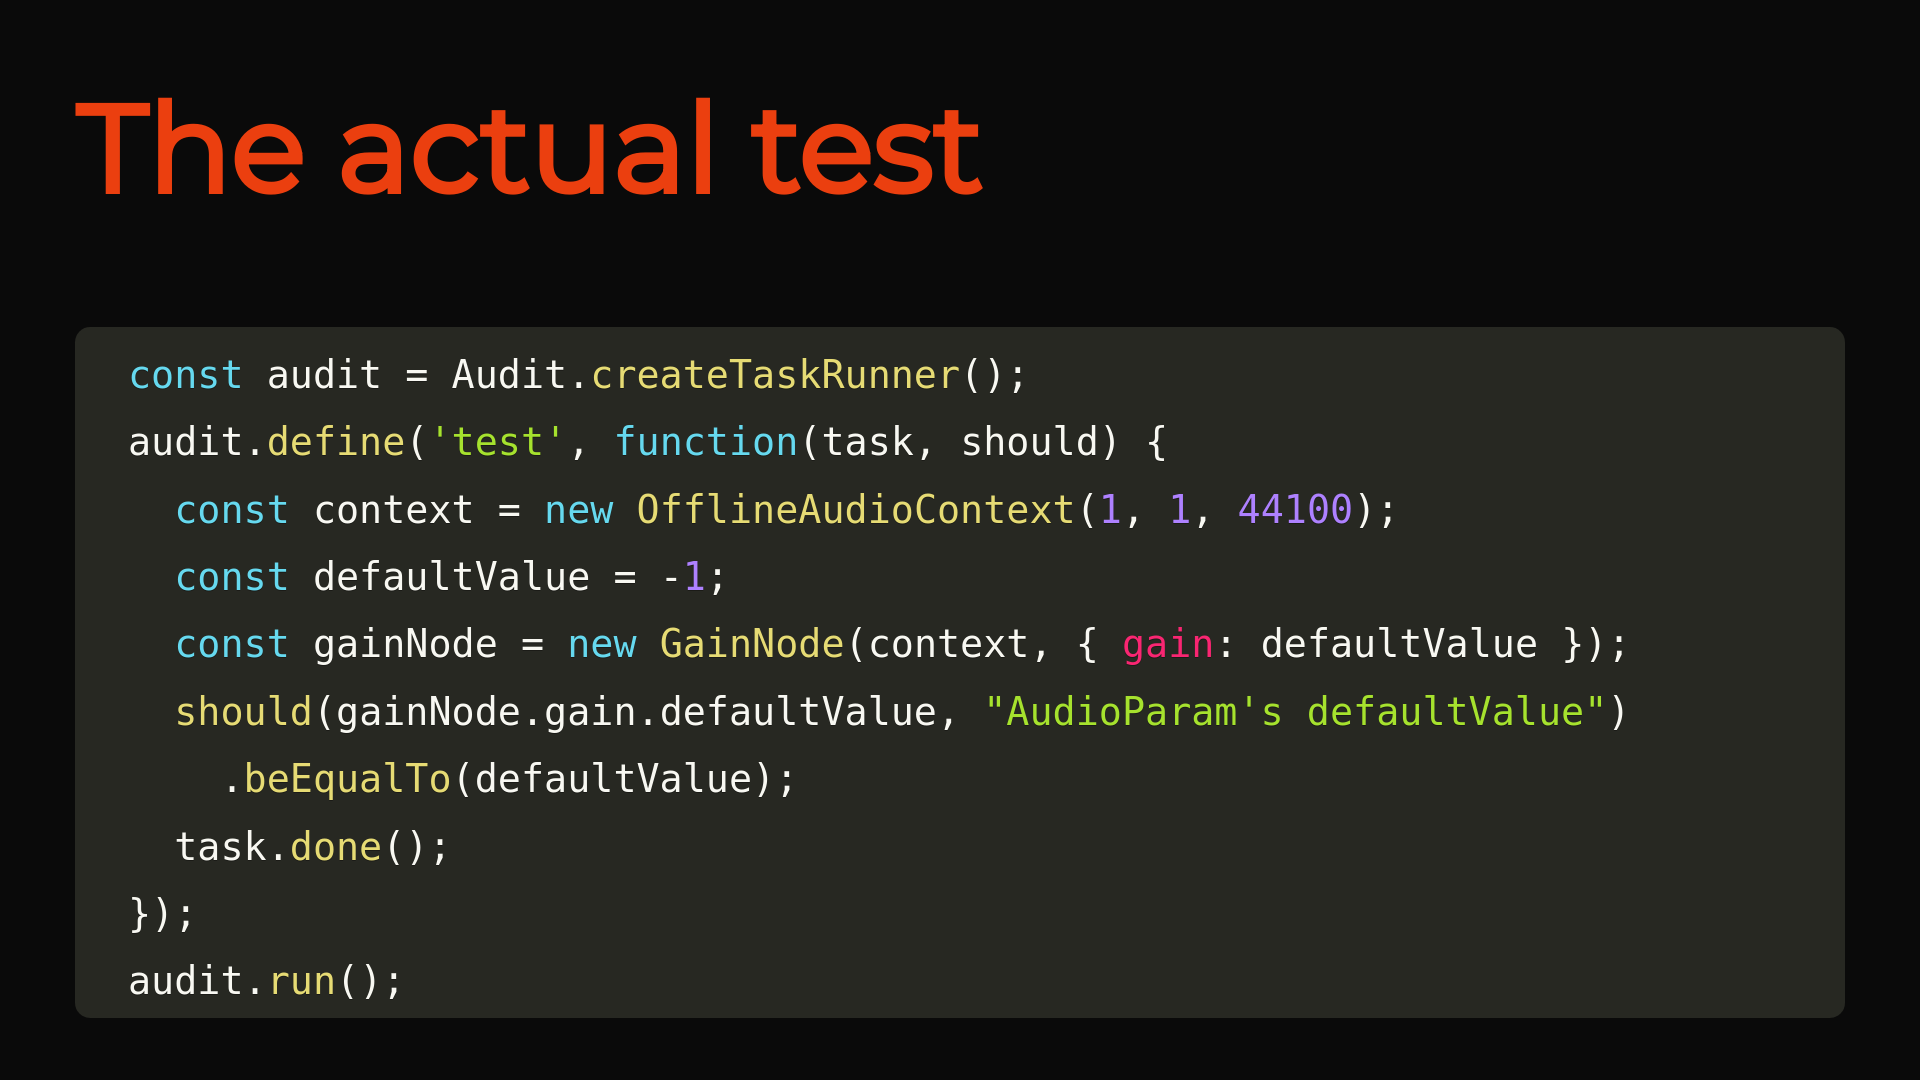 The actual test
const audit = Audit.createTaskRunner();
audit.define('test', function(task, should) {
  const context = new OfflineAudioContext(1, 1, 44100);
  const defaultValue = -1;
  const gainNode = new GainNode(context, { gain: defaultValue });
  should(gainNode.gain.defaultValue, "AudioParam's defaultValue")
    .beEqualTo(defaultValue);
  task.done();
});
audit.run();